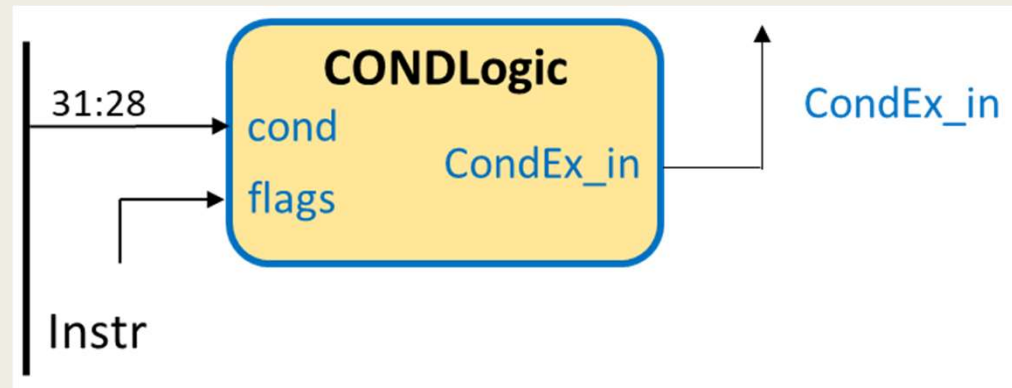 CONDLogic
31:28
cond
CondEx_in
CondEx_in
flags
Instr